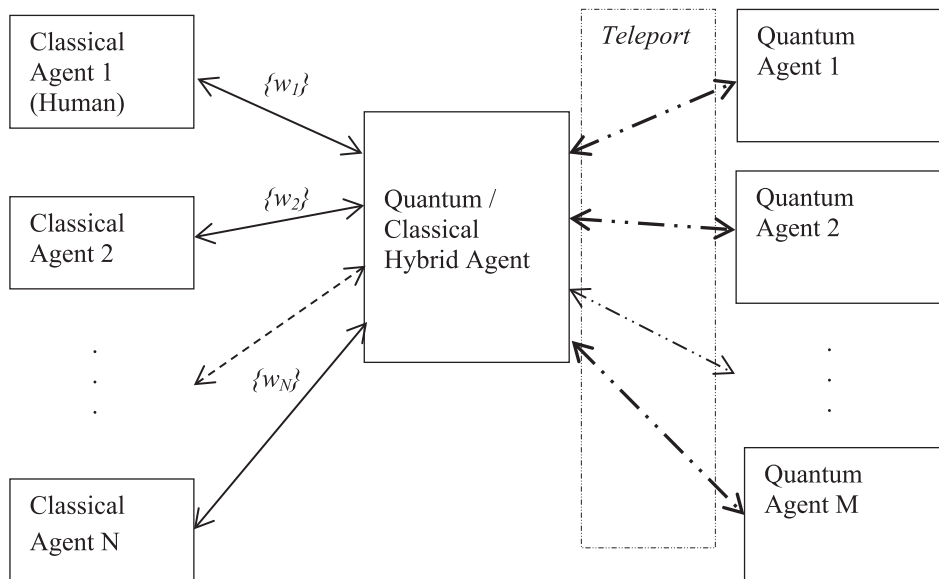 Classical
Agent 1
(Human)
{w1}
Classical
Agent 2
{w2}
.
.
.
{wN}
Classical
Agent N
Quantum /
Classical
Hybrid Agent
Teleport
Quantum
Agent 1
Quantum
Agent 2
.
.
.
Quantum
Agent M